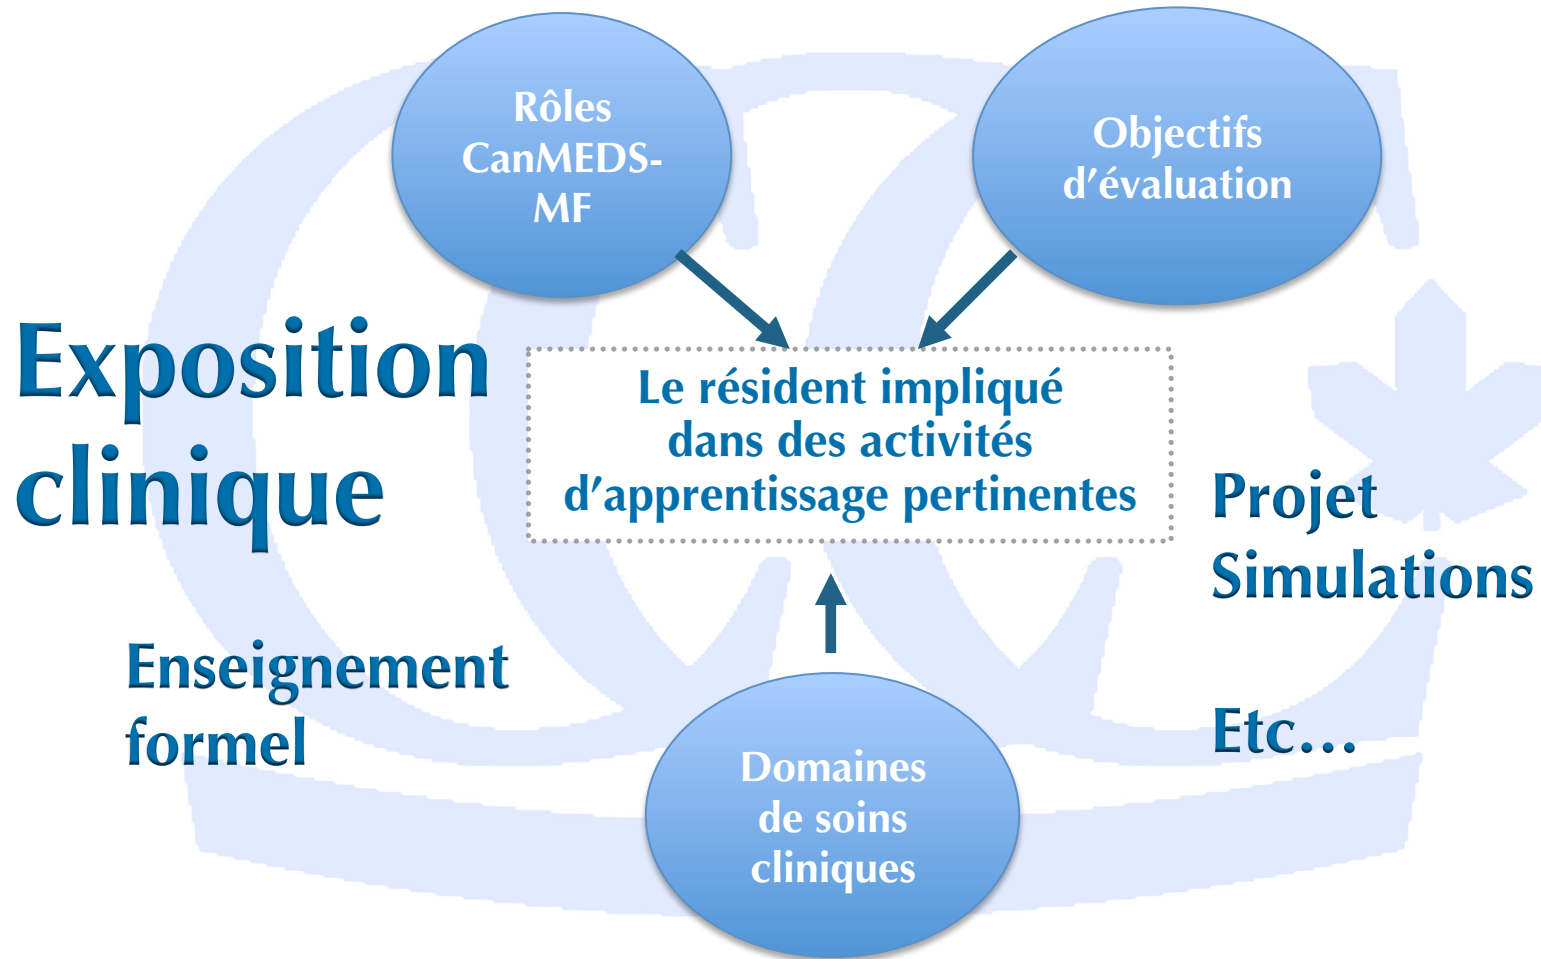 Rôles
CanMEDS-
MF
Objectifs
d’évaluation
Exposition
clinique
Le résident impliqué
dans des activités
d’apprentissage pertinentes
Projet
Simulations
Enseignement
formel
Etc…
Domaines
de soins
cliniques